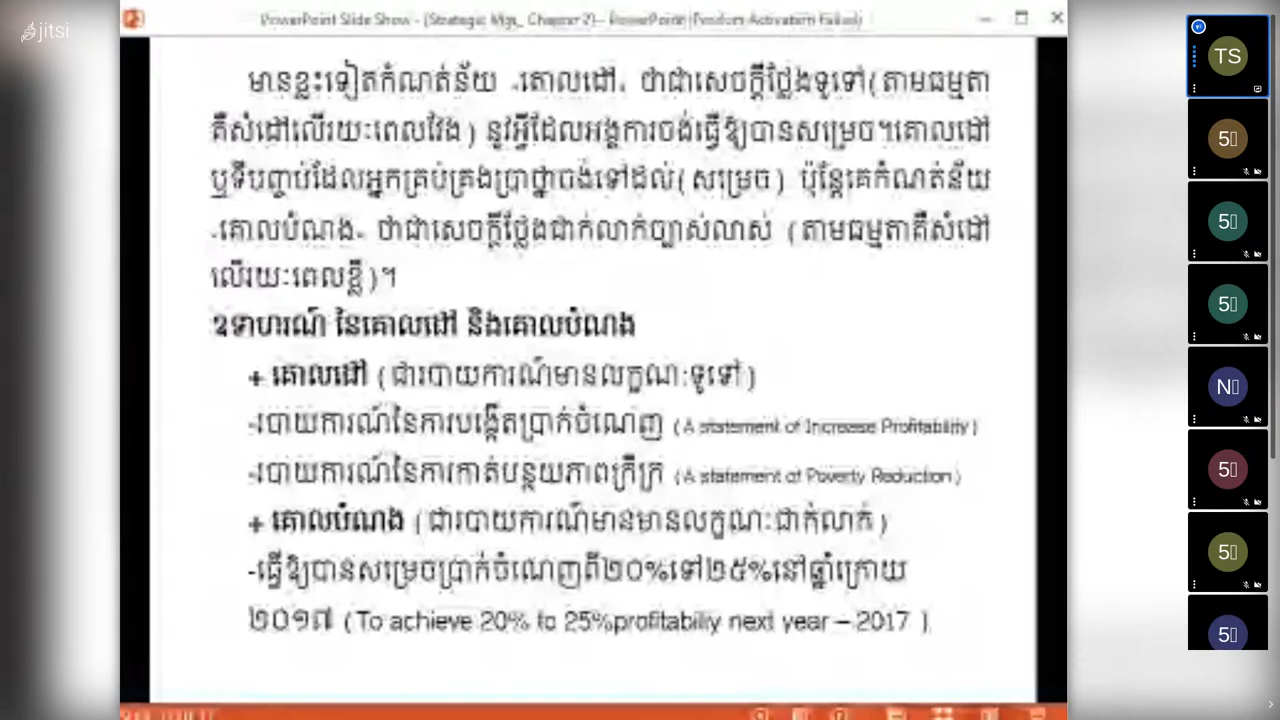 jitsi
PowerPoint Slide Show - [Strategic Mgt_ Chapter 2] - PowerPoint (Product Activation Failed)
មានខ្លះទៀតកំណត់ន័យ -គោលដៅ- ថាជាសេចក្តីថ្លែងទូទៅ(តាមធម្មតា
គឺសំដៅលើរយៈពេលវែង) នូវអ្វីដែលអង្គការចង់ធ្វើឱ្យបានសម្រេច។គោលដៅ
ឬទីបញ្ចប់ដែលអ្នកគ្រប់គ្រងប្រាថ្នាចង់ទៅដល់(សម្រេច) ប៉ុន្តែគេកំណត់ន័យ
-គោលបំណង- ថាជាសេចក្តីថ្លែងជាក់លាក់ច្បាស់លាស់ (តាមធម្មតាគឺសំដៅ
លើរយៈពេលខ្លី)។
ឧទាហរណ៍ នៃគោលដៅ និងគោលបំណង
+ គោលដៅ (ជារបាយការណ៍មានលក្ខណៈទូទៅ)
-របាយការណ៍នៃការបង្កើតប្រាក់ចំណេញ (A statement of Increase Profitability)
-របាយការណ៍នៃការកាត់បន្ថយភាពក្រីក្រ (A statement of Poverty Reduction)
+ គោលបំណង (ជារបាយការណ៍មានមានលក្ខណៈជាក់លាក់)
-ធ្វើឱ្យបានសម្រេចប្រាក់ចំណេញពី២០%ទៅ២៥%នៅឆ្នាំក្រោយ
២០១៧ (To achieve 20% to 25%profitabiliy next year – 2017 ).
TS
5
5
5
N
5
5
5